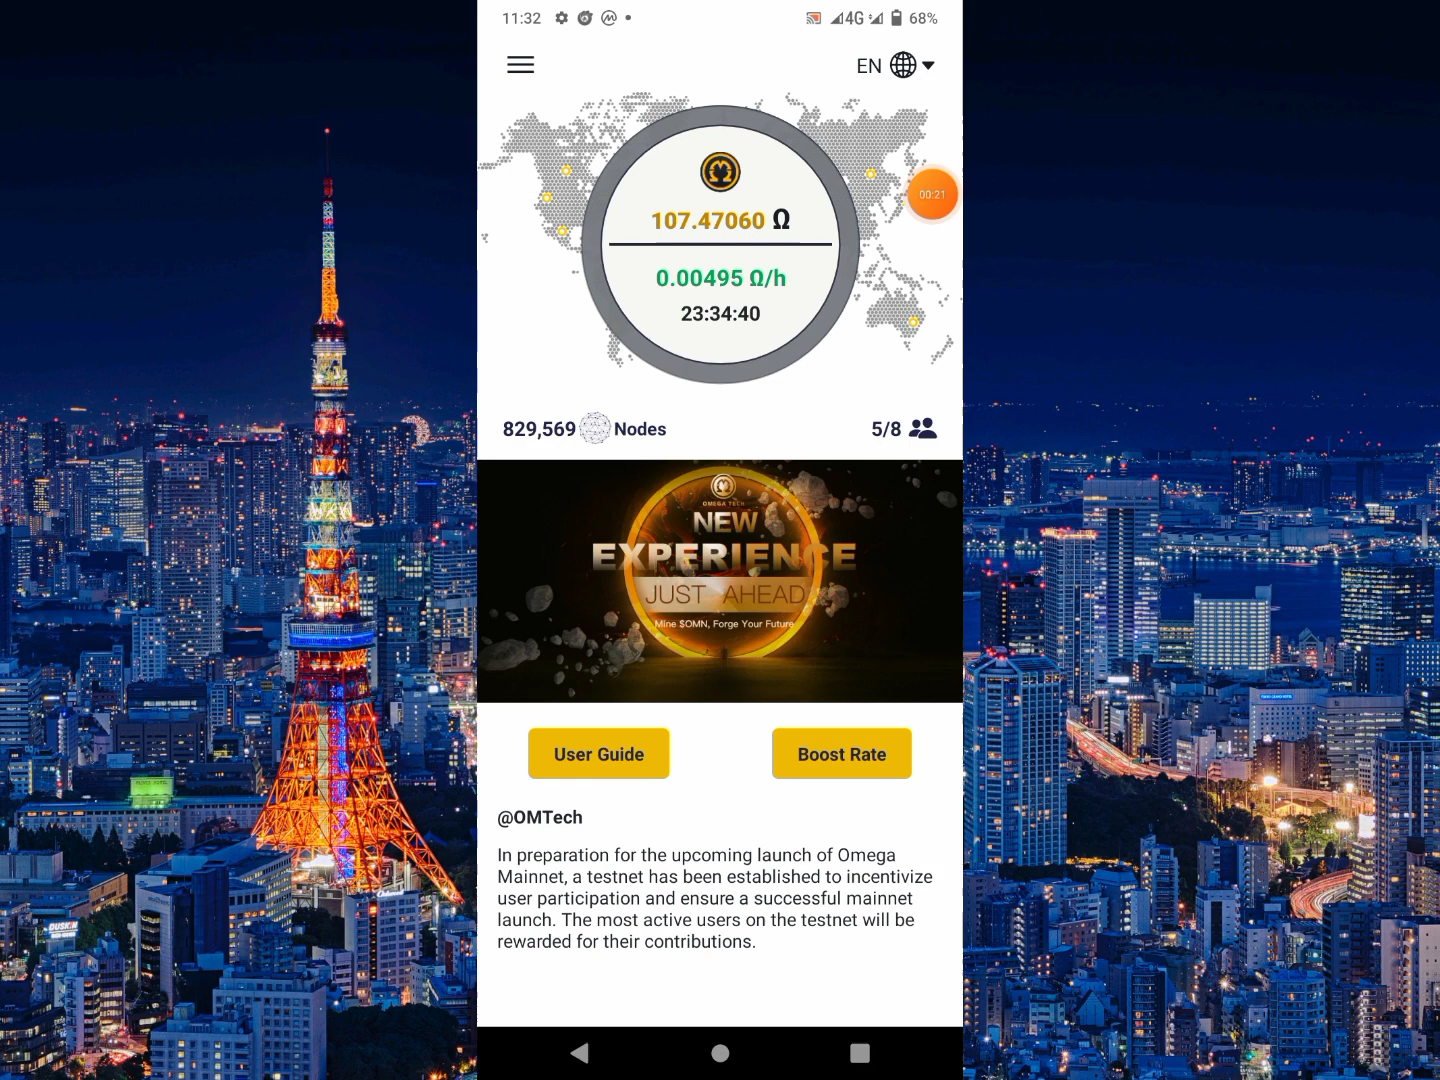 11:32
4G 68%
EN
00:21
107.47060 Ω
0.00495 Ω/h
23:34:40
829,569 Nodes
5/8
OMEGA TECH
NEW
EXPERIENCE
JUST AHEAD
Mine $OMN, Forge Your Future
User Guide
Boost Rate
@OMTech
In preparation for the upcoming launch of Omega
Mainnet, a testnet has been established to incentivize
user participation and ensure a successful mainnet
launch. The most active users on the testnet will be
rewarded for their contributions.
DUSKIN